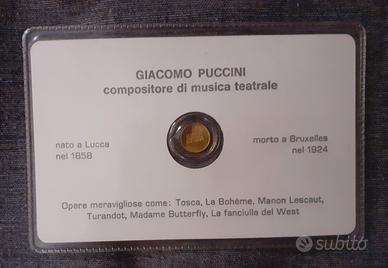 GIACOMO PUCCINI
compositore di musica teatrale
nato a Lucca
nel 1858
morto a Bruxelles
nel 1924
Opere meravigliose come: Tosca, La Bohème, Manon Lescaut,
Turandot, Madame Butterfly, La fanciulla del West
subito